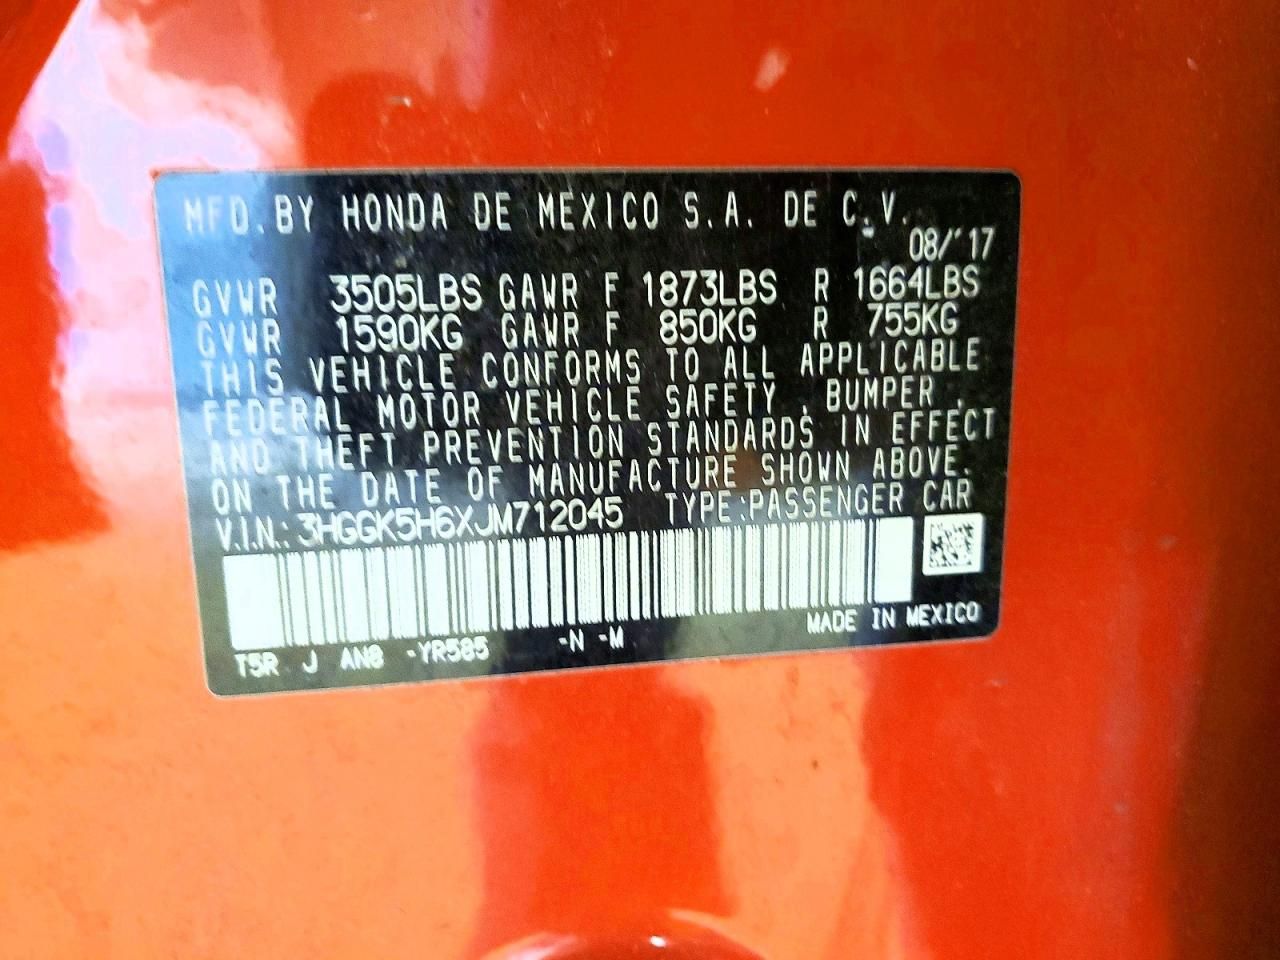 MFD. BY HONDA DE MEXICO S.A. DE C.V.
08/'17
GVWR 3505LBS GAWR F 1873LBS R 1664LBS
GVWR 1590KG GAWR F 850KG R 755KG
THIS VEHICLE CONFORMS TO ALL APPLICABLE
FEDERAL MOTOR VEHICLE SAFETY , BUMPER ,
AND THEFT PREVENTION STANDARDS IN EFFECT
ON THE DATE OF MANUFACTURE SHOWN ABOVE.
V.I.N.: 3HGGK5H6XJM712045 TYPE:PASSENGER CAR
T5R J AN8 -YR585 -N -M MADE IN MEXICO